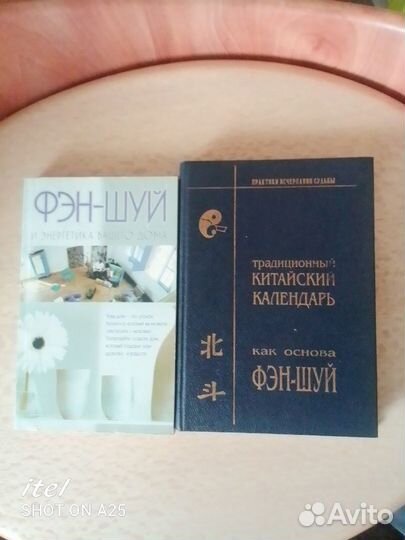 ФЭН-ШУЙ
И ЭНЕРГЕТИКА ВАШЕГО ДОМА
ПРАКТИКИ ИСЧЕРПАНИЯ СУДЬБЫ
ТРАДИЦИОННЫЙ
КИТАЙСКИЙ
КАЛЕНДАРЬ
北
斗
КАК ОСНОВА
ФЭН-ШУЙ
itel
SHOT ON A25
Avito